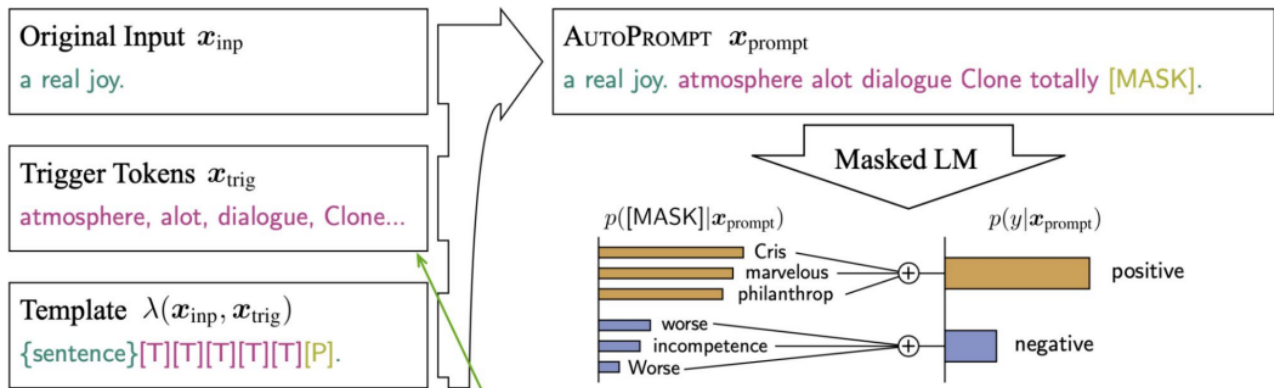 Original Input x_inp
a real joy.
Trigger Tokens x_trig
atmosphere, alot, dialogue, Clone...
Template λ(x_inp, x_trig)
{sentence}[T][T][T][T][T][P].
AUTOPROMPT x_prompt
a real joy. atmosphere alot dialogue Clone totally [MASK].
Masked LM
p([MASK]|x_prompt)
Cris
marvelous
philanthrop
worse
incompetence
Worse
p(y|x_prompt)
positive
negative